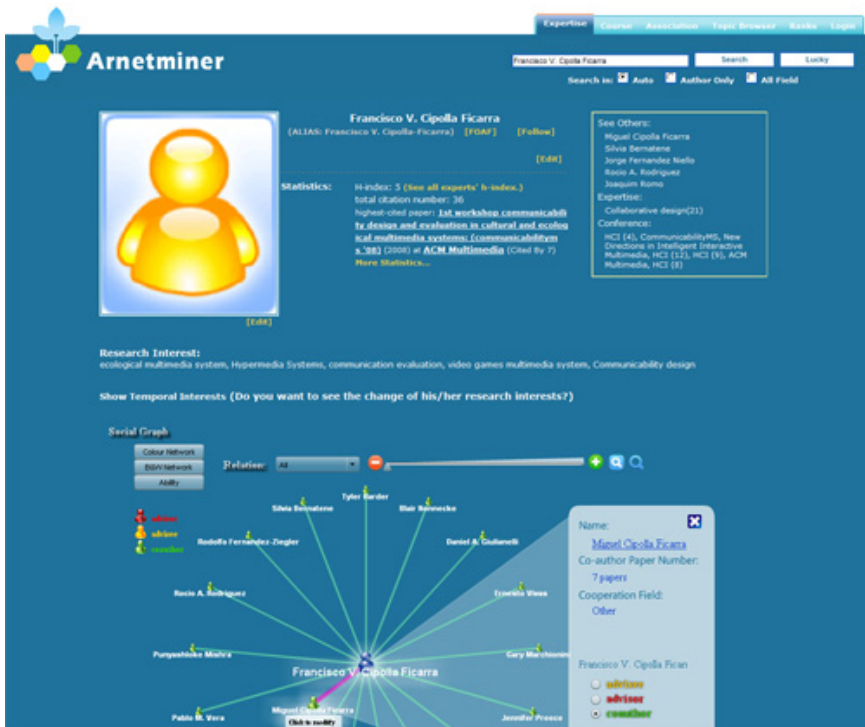 Expertise Course Association Topic Browser Ranks Login
Arnetminer
Francisco V. Cipolla Ficarra Search Lucky
Search in: Auto Author Only All Field
Francisco V. Cipolla Ficarra
(ALIAS: Francisco V. Cipolla-Ficarra) [FOAF] [Follow]
[Edit]
Statistics: H-index: 5 (See all experts' h-index.)
total citation number: 36
highest-cited paper: 1st workshop communicabili
ty design and evaluation in cultural and ecolog
ical multimedia systems: (communicabilitym
s '08) (2008) at ACM Multimedia (Cited By 7)
More Statistics...
See Others:
Miguel Cipolla Ficarra
Silvia Bernatene
Jorge Fernandez Niello
Rocio A. Rodriguez
Joaquim Romo
Expertise:
Collaborative design(21)
Conference:
HCI (4), CommunicabilityMS, New
Directions in Intelligent Interactive
Multimedia, HCI (12), HCI (9), ACM
Multimedia, HCI (8)
[Edit]
Research Interest:
ecological multimedia system, Hypermedia Systems, communication evaluation, video games multimedia system, Communicability design
Show Temporal Interests (Do you want to see the change of his/her research interests?)
Social Graph
Colour Network
B&W Network
Ability
Relation: All
advisor
advisee
coauthor
Tyler Harder
Silvia Bernatene
Blair Nonnecke
Rodolfo Fernandez-Ziegler
Daniel A. Giulianelli
Rocio A. Rodriguez
Ernesto Vivas
Punyashloke Mishra
Gary Marchionini
Francisco V. Cipolla Ficarra
Miguel Cipolla Ficarra
Pablo M. Vera
Click to modify
Jennifer Preece
Name:
Miguel Cipolla Ficarra
Co-author Paper Number:
7 papers
Cooperation Field:
Other
Francisco V. Cipolla Ficarr
advisee
advisor
coauthor